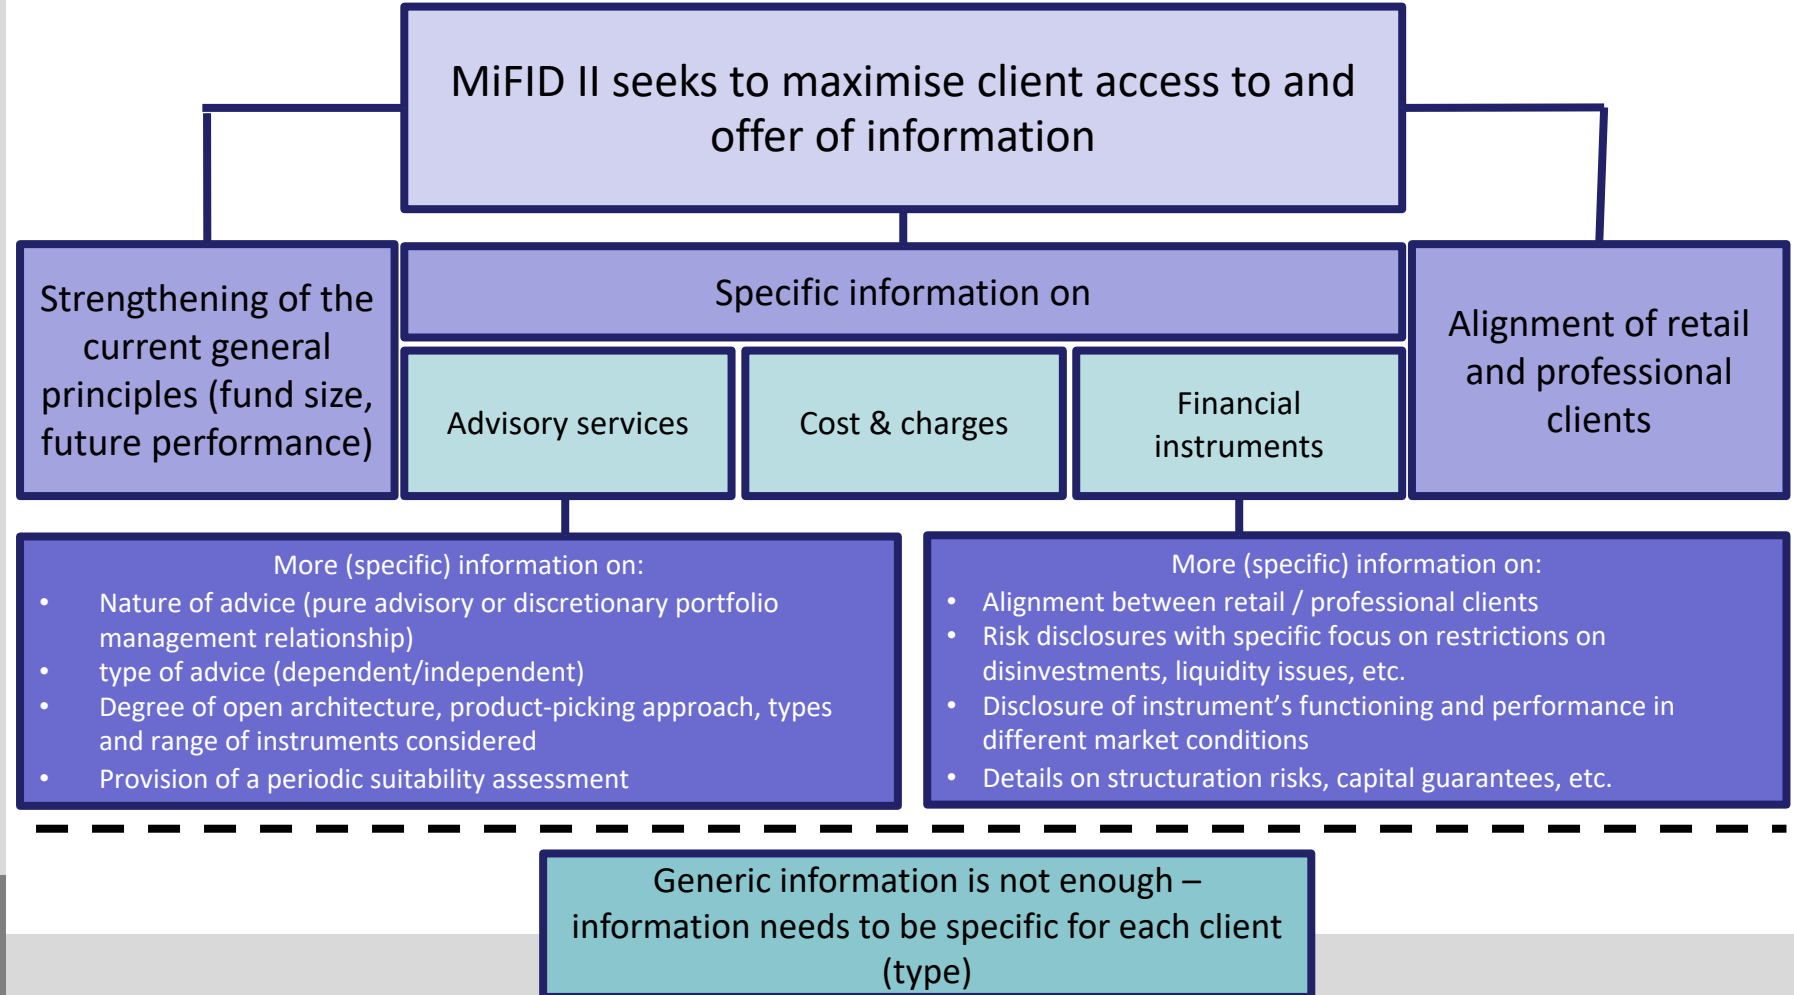 MiFID II seeks to maximise client access to and
offer of information
Strengthening of the
current general
principles (fund size,
future performance)
Specific information on
Advisory services
Cost & charges
Financial
instruments
Alignment of retail
and professional
clients
More (specific) information on:
• Nature of advice (pure advisory or discretionary portfolio
management relationship)
• type of advice (dependent/independent)
• Degree of open architecture, product-picking approach, types
and range of instruments considered
• Provision of a periodic suitability assessment
More (specific) information on:
• Alignment between retail / professional clients
• Risk disclosures with specific focus on restrictions on
disinvestments, liquidity issues, etc.
• Disclosure of instrument’s functioning and performance in
different market conditions
• Details on structuration risks, capital guarantees, etc.
Generic information is not enough –
information needs to be specific for each client
(type)